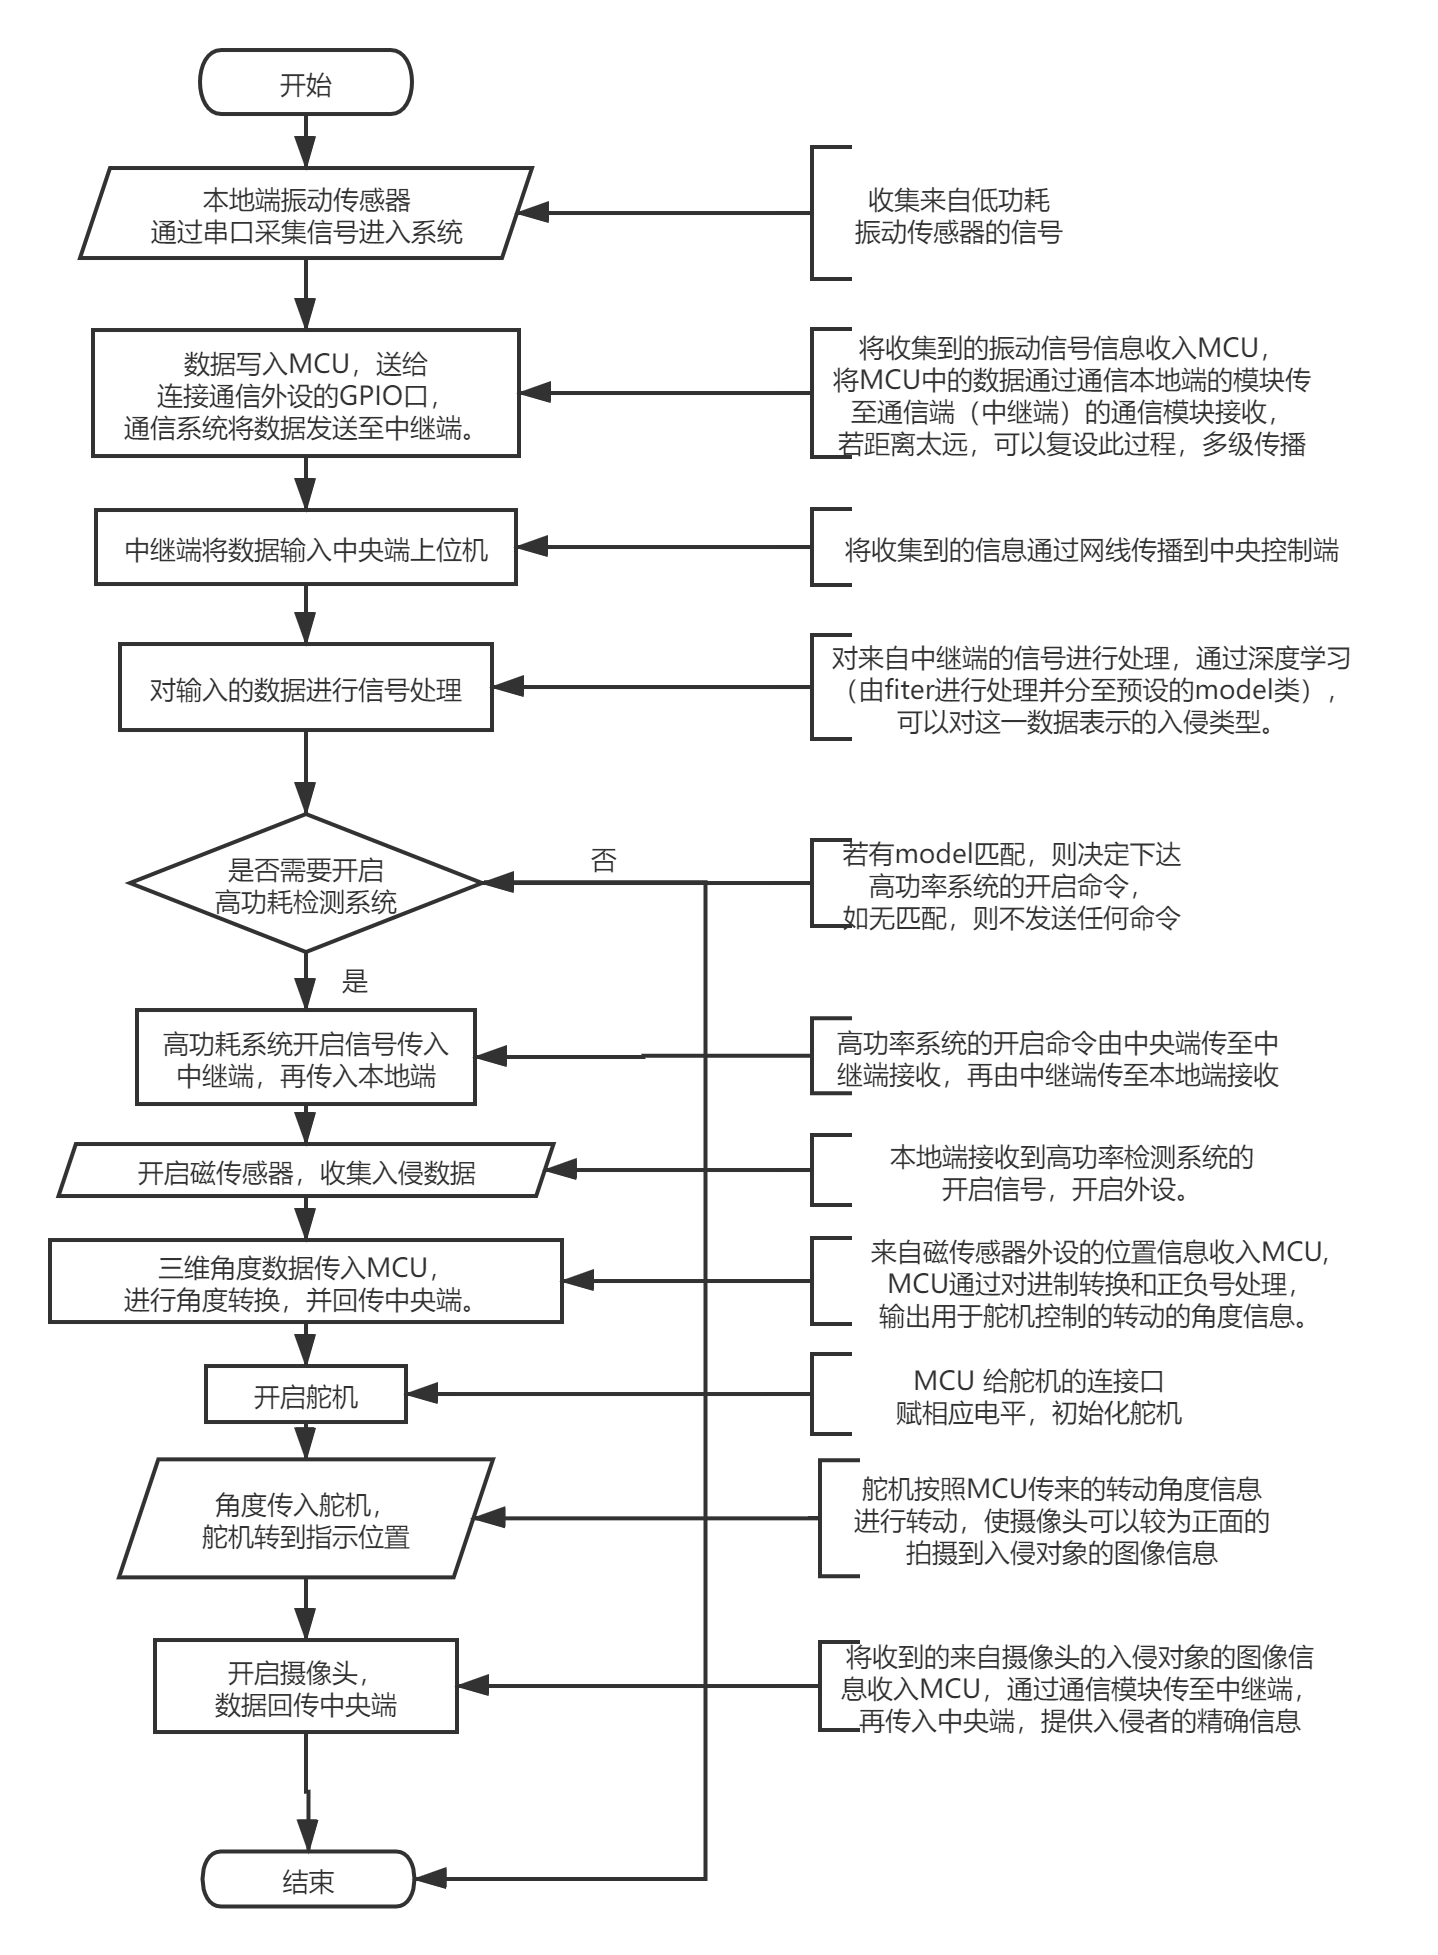 开始
本地端振动传感器
通过串口采集信号进入系统
收集来自低功耗
振动传感器的信号
数据写入MCU，送给
连接通信外设的GPIO口，
通信系统将数据发送至中继端。
将收集到的振动信号信息收入MCU，
将MCU中的数据通过通信本地端的模块传
至通信端（中继端）的通信模块接收，
若距离太远，可以复设此过程，多级传播
中继端将数据输入中央端上位机
将收集到的信息通过网线传播到中央控制端
对输入的数据进行信号处理
对来自中继端的信号进行处理，通过深度学习
（由fiter进行处理并分至预设的model类），
可以对这一数据表示的入侵类型。
是否需要开启
高功耗检测系统
否
若有model匹配，则决定下达
高功率系统的开启命令，
如无匹配，则不发送任何命令
是
高功耗系统开启信号传入
中继端，再传入本地端
高功率系统的开启命令由中央端传至中
继端接收，再由中继端传至本地端接收
开启磁传感器，收集入侵数据
本地端接收到高功率检测系统的
开启信号，开启外设。
三维角度数据传入MCU，
进行角度转换，并回传中央端。
来自磁传感器外设的位置信息收入MCU,
MCU通过对进制转换和正负号处理，
输出用于舵机控制的转动的角度信息。
开启舵机
MCU 给舵机的连接口
赋相应电平，初始化舵机
角度传入舵机，
舵机转到指示位置
舵机按照MCU传来的转动角度信息
进行转动，使摄像头可以较为正面的
拍摄到入侵对象的图像信息
开启摄像头，
数据回传中央端
将收到的来自摄像头的入侵对象的图像信
息收入MCU，通过通信模块传至中继端，
再传入中央端，提供入侵者的精确信息
结束